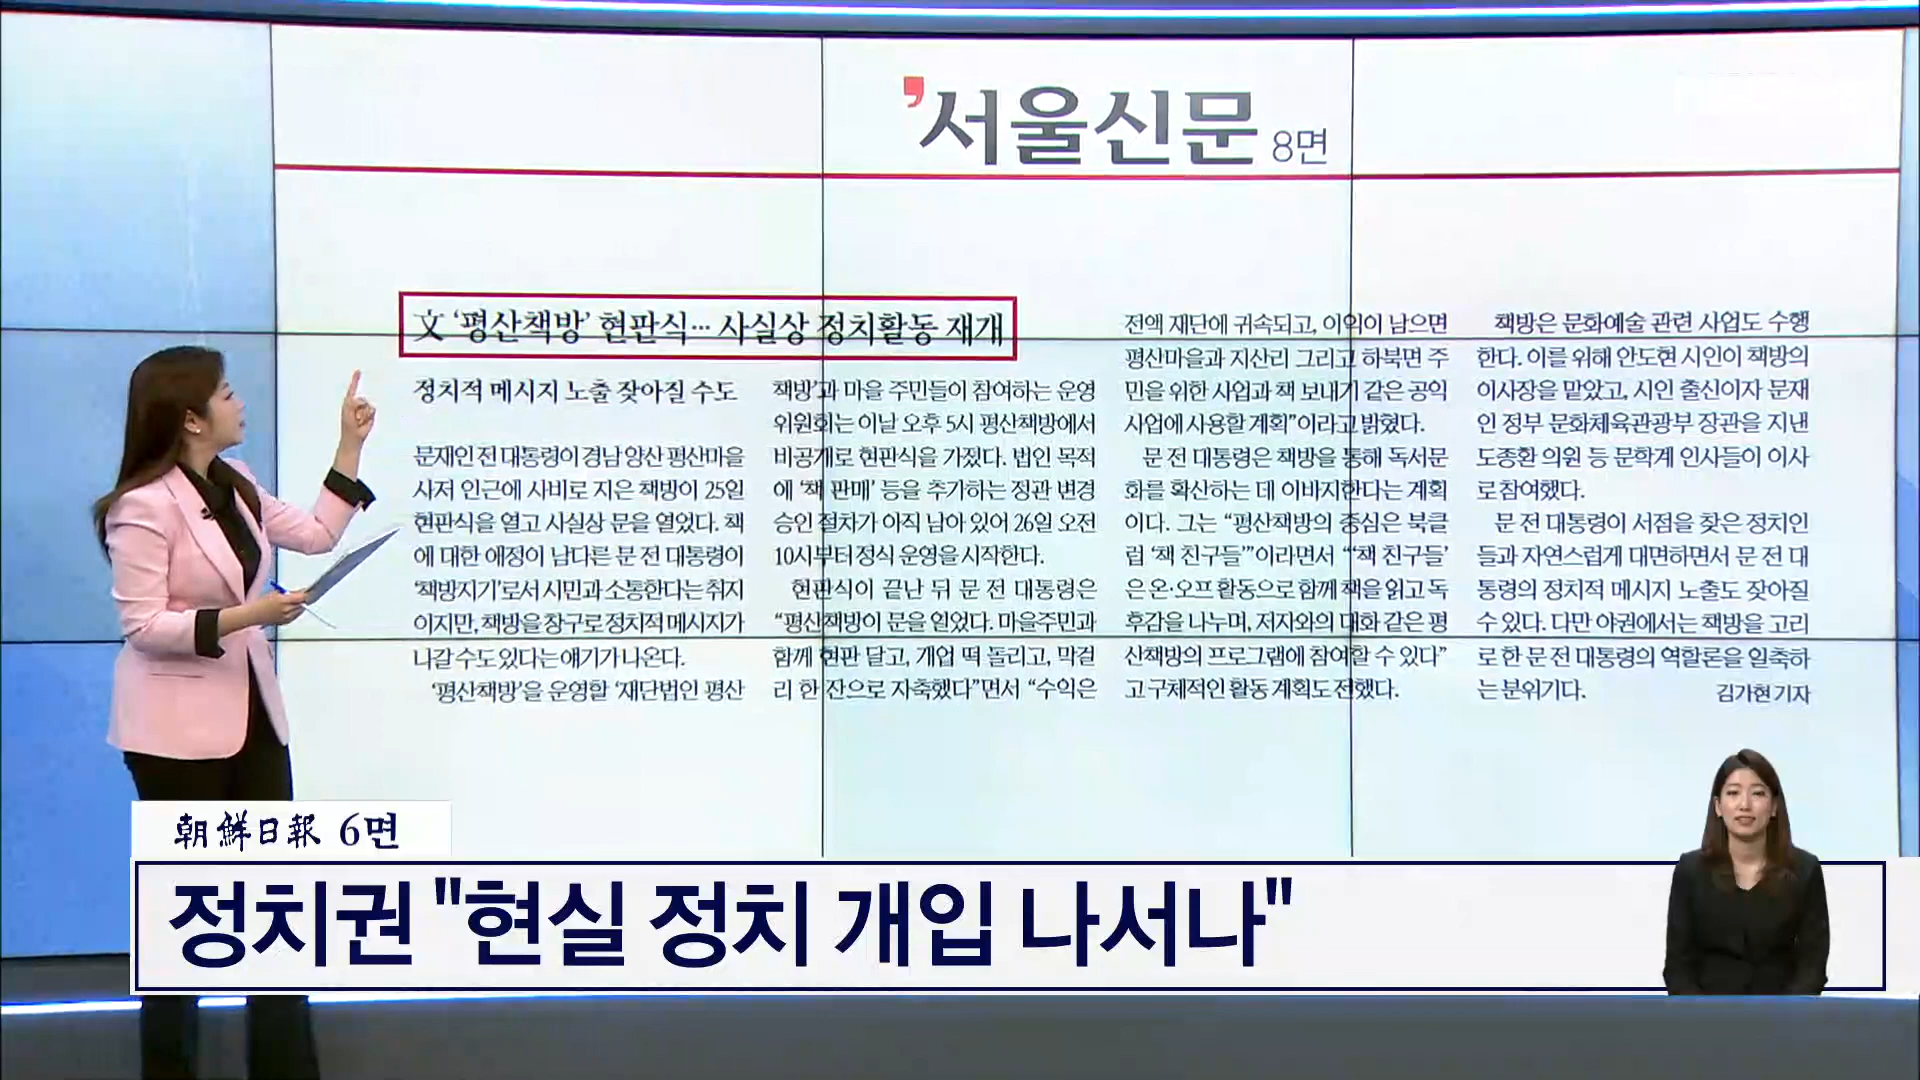 서울신문 8면
文 ‘평산책방’ 현판식… 사실상 정치활동 재개
정치적 메시지 노출 잦아질 수도
문재인 전 대통령이 경남 양산 평산마을
사저 인근에 사비로 지은 책방이 25일
현판식을 열고 사실상 문을 열었다. 책
에 대한 애정이 남다른 문 전 대통령이
‘책방지기’로서 시민과 소통한다는 취지
이지만, 책방을 창구로 정치적 메시지가
나갈 수도 있다는 얘기가 나온다.
‘평산책방’을 운영할 ‘재단법인 평산
책방’과 마을 주민들이 참여하는 운영
위원회는 이날 오후 5시 평산책방에서
비공개로 현판식을 가졌다. 법인 목적
에 ‘책 판매’ 등을 추가하는 정관 변경
승인 절차가 아직 남아 있어 26일 오전
10시부터 정식 운영을 시작한다.
현판식이 끝난 뒤 문 전 대통령은
“평산책방이 문을 열었다. 마을주민과
함께 현판 달고, 개업 떡 돌리고, 막걸
리 한 잔으로 자축했다”면서 “수익은
전액 재단에 귀속되고, 이익이 남으면
평산마을과 지산리 그리고 하북면 주
민을 위한 사업과 책 보내기 같은 공익
사업에 사용할 계획”이라고 밝혔다.
문 전 대통령은 책방을 통해 독서문
화를 확산하는 데 이바지한다는 계획
이다. 그는 “평산책방의 중심은 북클
럽 ‘책 친구들’”이라면서 “‘책 친구들’
은 온·오프 활동으로 함께 책을 읽고 독
후감을 나누며, 저자와의 대화 같은 평
산책방의 프로그램에 참여할 수 있다”
고 구체적인 활동 계획도 전했다.
책방은 문화예술 관련 사업도 수행
한다. 이를 위해 안도현 시인이 책방의
이사장을 맡았고, 시인 출신이자 문재
인 정부 문화체육관광부 장관을 지낸
도종환 의원 등 문학계 인사들이 이사
로 참여했다.
문 전 대통령이 서점을 찾은 정치인
들과 자연스럽게 대면하면서 문 전 대
통령의 정치적 메시지 노출도 잦아질
수 있다. 다만 야권에서는 책방을 고리
로 한 문 전 대통령의 역할론을 일축하
는 분위기다.
김가현 기자
朝鮮日報 6면
정치권 "현실 정치 개입 나서나"